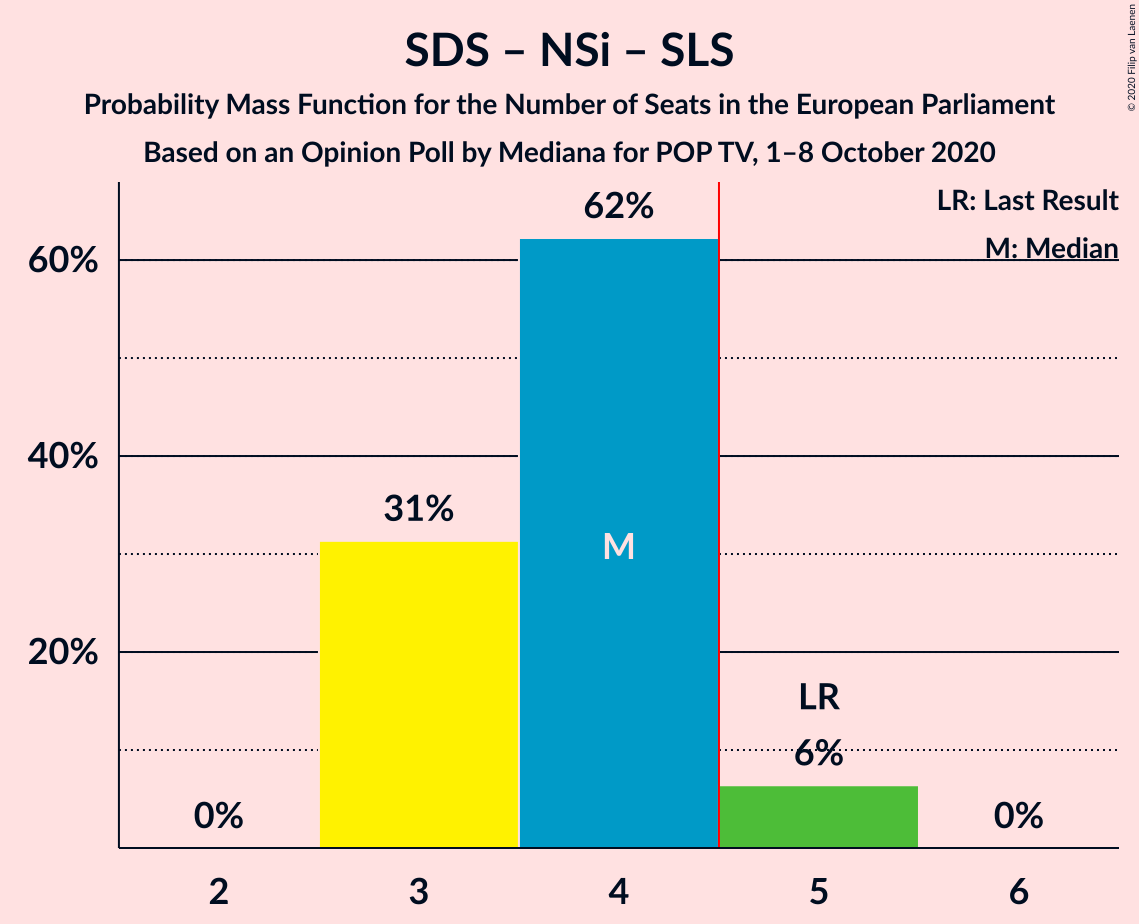 SDS – NSi – SLS
Probability Mass Function for the Number of Seats in the European Parliament
Based on an Opinion Poll by Mediana for POP TV, 1–8 October 2020
© 2020 Filip van Laenen
LR: Last Result
M: Median
62%
60%
40%
31%
M
20%
LR
6%
0%
0%
2
3
4
5
6